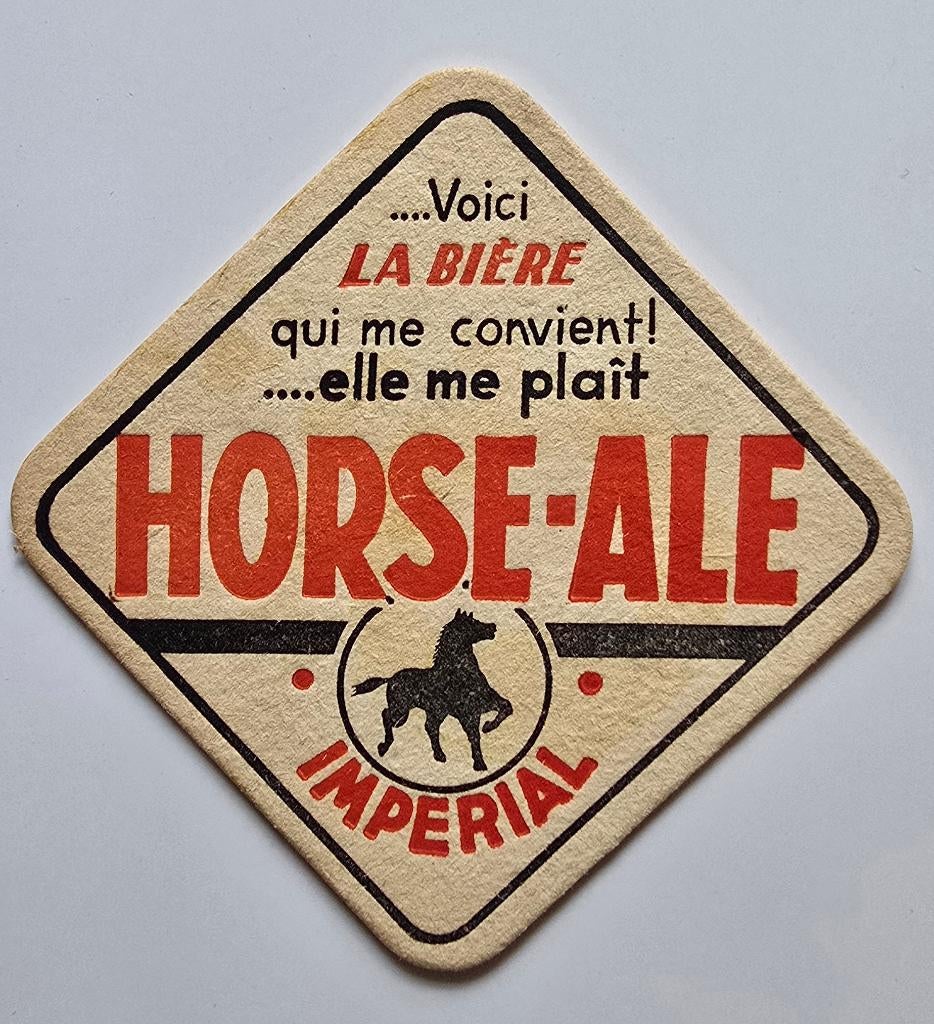 ....Voici
LA BIÈRE
qui me convient!
....elle me plaît
HORSE-ALE
IMPERIAL